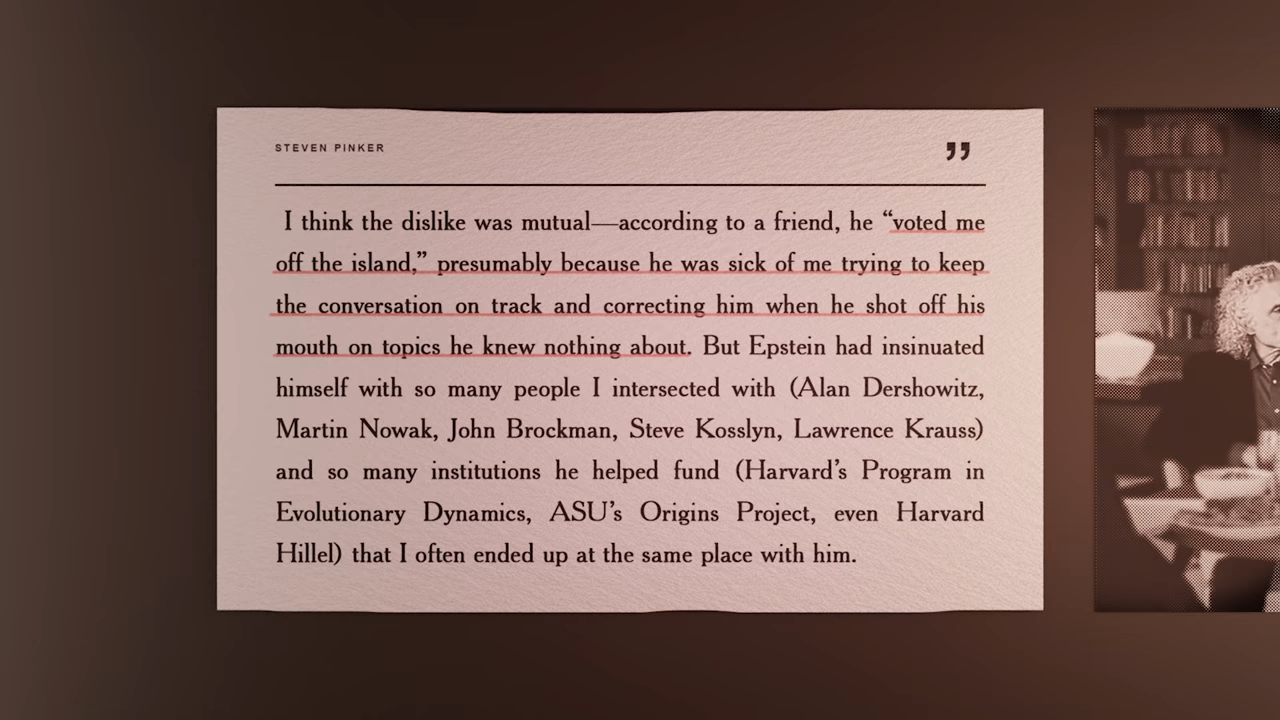 STEVEN PINKER
”
I think the dislike was mutual—according to a friend, he “voted me
off the island,” presumably because he was sick of me trying to keep
the conversation on track and correcting him when he shot off his
mouth on topics he knew nothing about. But Epstein had insinuated
himself with so many people I intersected with (Alan Dershowitz,
Martin Nowak, John Brockman, Steve Kosslyn, Lawrence Krauss)
and so many institutions he helped fund (Harvard’s Program in
Evolutionary Dynamics, ASU’s Origins Project, even Harvard
Hillel) that I often ended up at the same place with him.